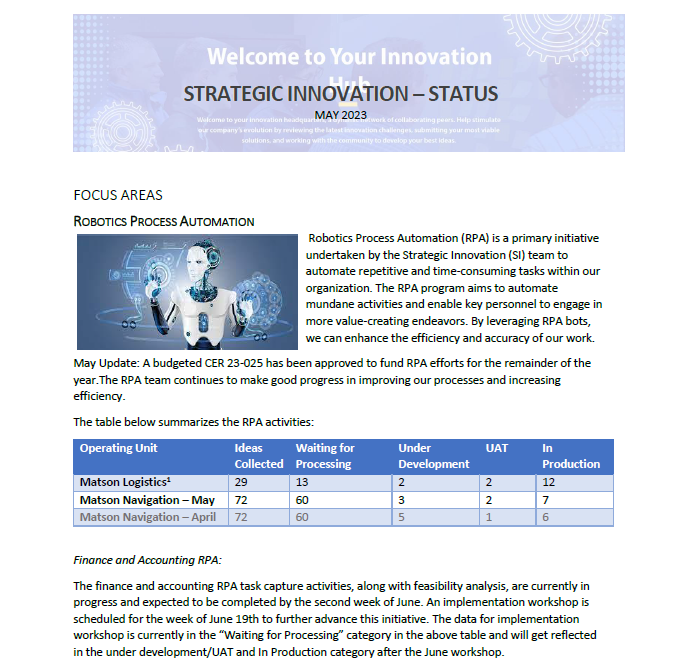 Welcome to Your Innovation
Hub
STRATEGIC INNOVATION – STATUS
MAY 2023
Welcome to your innovation headquarters, work of collaborating peers. Help stimulate
our company's evolution by reviewing the latest innovation challenges, submitting your most viable
solutions, and working with the community to develop your best ideas.
FOCUS AREAS
ROBOTICS PROCESS AUTOMATION
Robotics Process Automation (RPA) is a primary initiative
undertaken by the Strategic Innovation (SI) team to
automate repetitive and time-consuming tasks within our
organization. The RPA program aims to automate
mundane activities and enable key personnel to engage in
more value-creating endeavors. By leveraging RPA bots,
we can enhance the efficiency and accuracy of our work.
May Update: A budgeted CER 23-025 has been approved to fund RPA efforts for the remainder of the
year.The RPA team continues to make good progress in improving our processes and increasing
efficiency.
The table below summarizes the RPA activities:
Operating Unit Ideas Collected Waiting for Processing Under Development UAT In Production
Matson Logistics¹ 29 13 2 2 12
Matson Navigation – May 72 60 3 2 7
Matson Navigation – April 72 60 5 1 6
Finance and Accounting RPA:
The finance and accounting RPA task capture activities, along with feasibility analysis, are currently in
progress and expected to be completed by the second week of June. An implementation workshop is
scheduled for the week of June 19th to further advance this initiative. The data for implementation
workshop is currently in the “Waiting for Processing” category in the above table and will get reflected
in the under development/UAT and In Production category after the June workshop.